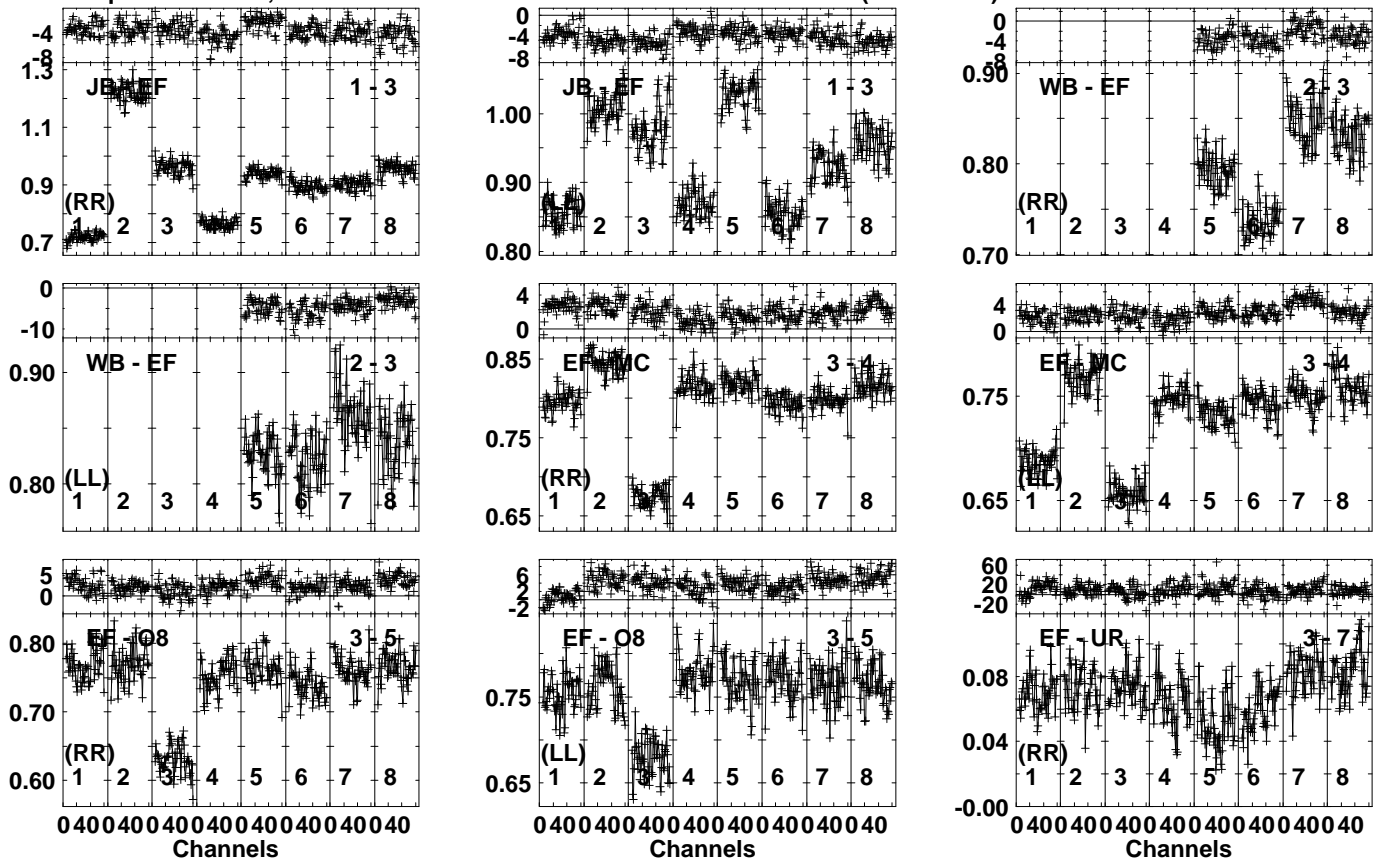 -4
-8
1.3
1.1
0.9
0.7
JB - EF 1 - 3
(RR)
1 2 3 4 5 6 7 8
0
-4
-8
1.00
0.90
0.80
JB - EF 1 - 3
(LL)
1 2 3 4 5 6 7 8
0
-4
-8
0.90
0.80
0.70
WB - EF 2 - 3
(RR)
1 2 3 4 5 6 7 8
0
-10
0.90
0.80
WB - EF 2 - 3
(LL)
1 2 3 4 5 6 7 8
4
0
0.85
0.75
0.65
EF - MC 3 - 4
(RR)
1 2 3 4 5 6 7 8
4
0
0.75
0.65
EF - MC 3 - 4
(LL)
1 2 3 4 5 6 7 8
5
0
0.80
0.70
0.60
EF - O8 3 - 5
(RR)
1 2 3 4 5 6 7 8
0 40 0 40 0 40 0 40 0 40 0 40 0 40 0 40
Channels
6
2
-2
0.75
0.65
EF - O8 3 - 5
(LL)
1 2 3 4 5 6 7 8
0 40 0 40 0 40 0 40 0 40 0 40 0 40 0 40
Channels
60
20
-20
0.08
0.04
-0.00
EF - UR 3 - 7
(RR)
1 2 3 4 5 6 7 8
0 40 0 40 0 40 0 40 0 40 0 40 0 40 0 40
Channels